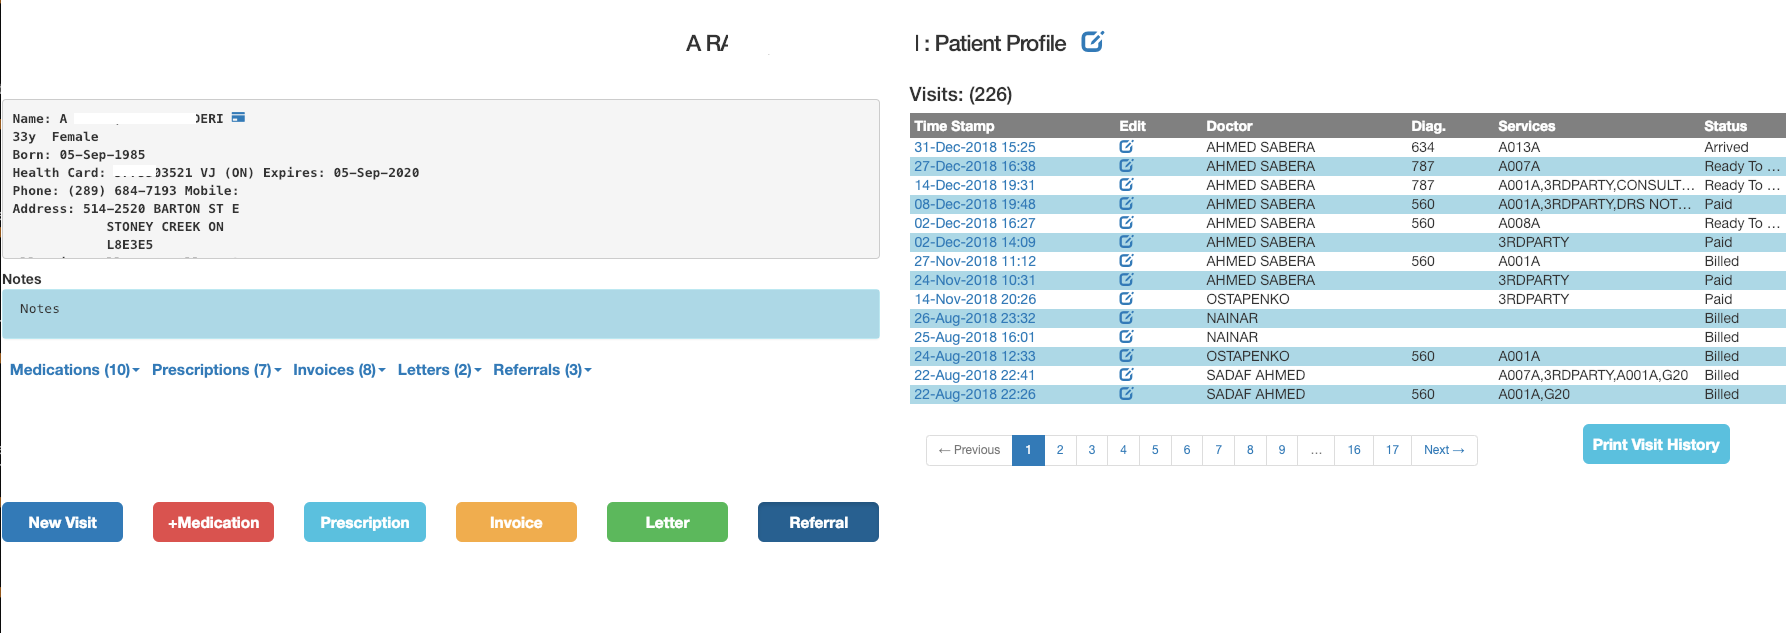 A RA
: Patient Profile
Name: A DERI
33y Female
Born: 05-Sep-1985
Health Card: 03521 VJ (ON) Expires: 05-Sep-2020
Phone: (289) 684-7193 Mobile:
Address: 514-2520 BARTON ST E
STONEY CREEK ON
L8E3E5
Notes
Notes
Medications (10) Prescriptions (7) Invoices (8) Letters (2) Referrals (3)
New Visit +Medication Prescription Invoice Letter Referral
Visits: (226)
Time Stamp Edit Doctor Diag. Services Status
31-Dec-2018 15:25 AHMED SABERA 634 A013A Arrived
27-Dec-2018 16:38 AHMED SABERA 787 A007A Ready To ...
14-Dec-2018 19:31 AHMED SABERA 787 A001A,3RDPARTY,CONSULT... Ready To ...
08-Dec-2018 19:48 AHMED SABERA 560 A001A,3RDPARTY,DRS NOT... Paid
02-Dec-2018 16:27 AHMED SABERA 560 A008A Ready To ...
02-Dec-2018 14:09 AHMED SABERA 3RDPARTY Paid
27-Nov-2018 11:12 AHMED SABERA 560 A001A Billed
24-Nov-2018 10:31 AHMED SABERA 3RDPARTY Paid
14-Nov-2018 20:26 OSTAPENKO 3RDPARTY Paid
26-Aug-2018 23:32 NAINAR Billed
25-Aug-2018 16:01 NAINAR Billed
24-Aug-2018 12:33 OSTAPENKO 560 A001A Billed
22-Aug-2018 22:41 SADAF AHMED A007A,3RDPARTY,A001A,G20 Billed
22-Aug-2018 22:26 SADAF AHMED 560 A001A,G20 Billed
← Previous 1 2 3 4 5 6 7 8 9 ... 16 17 Next →
Print Visit History